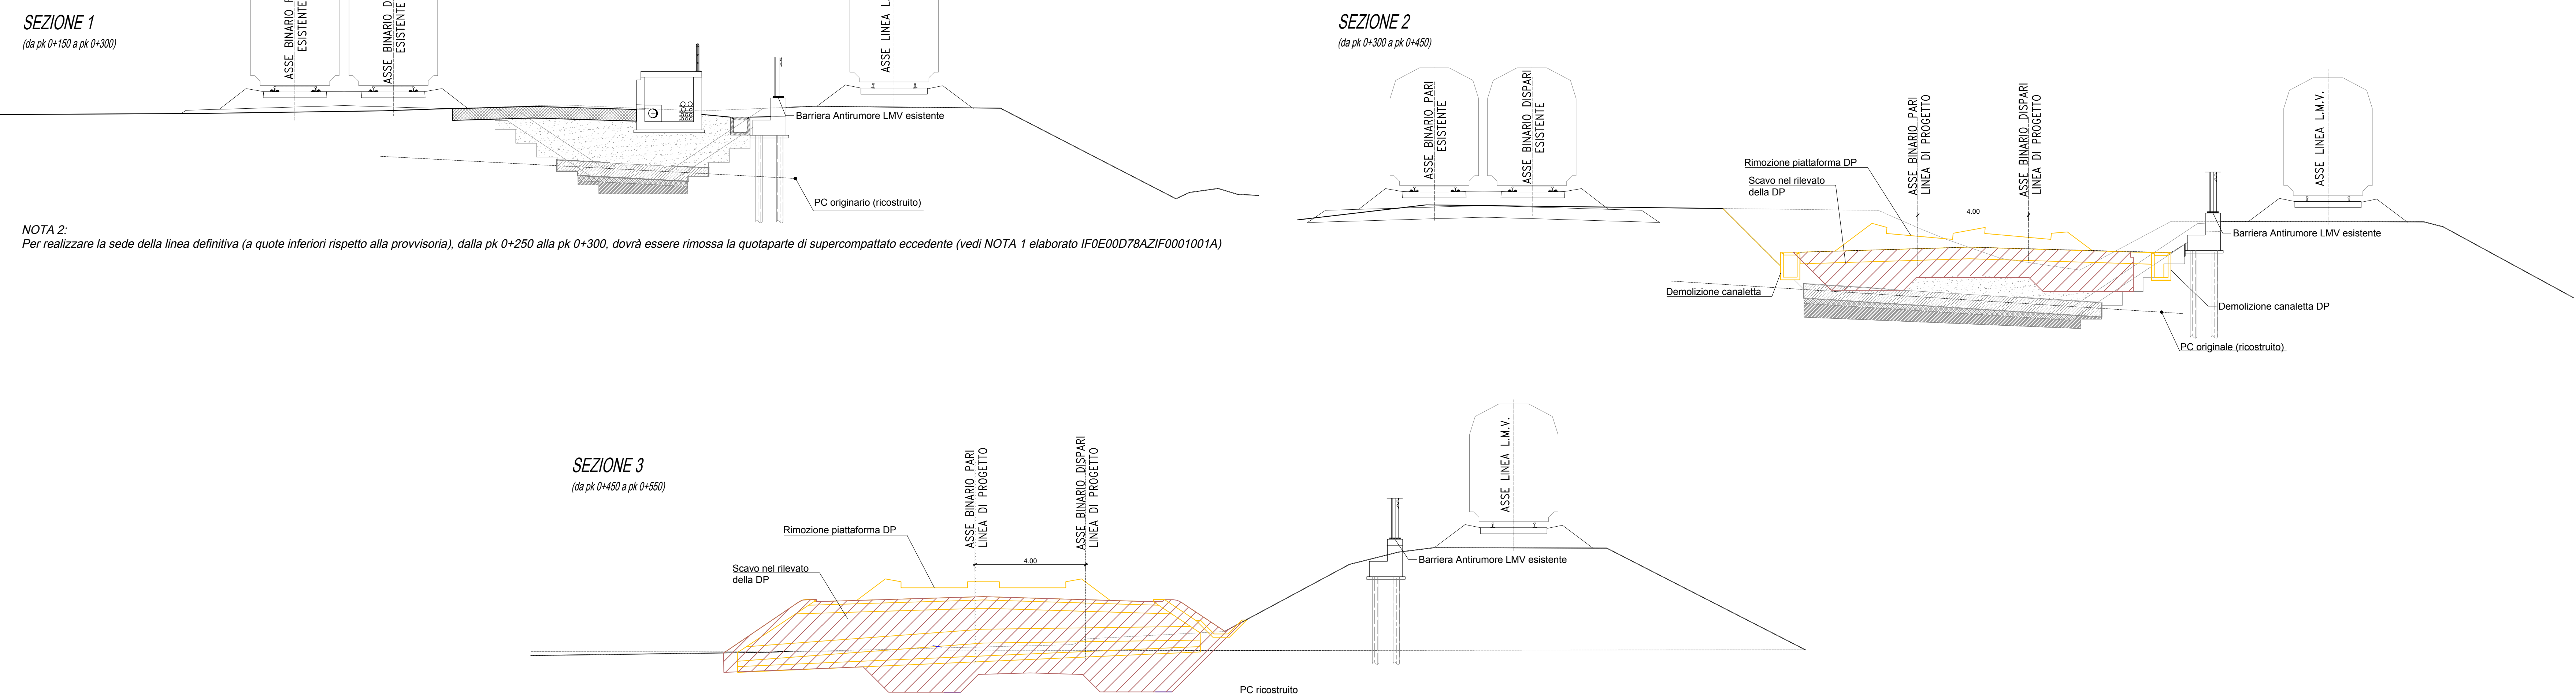 SEZIONE 1
(da pk 0+150 a pk 0+300)
ASSE BINARIO
ESISTENTE
ASSE BINARIO
ESISTENTE
ASSE LINEA
Barriera Antirumore LMV esistente
PC originario (ricostruito)
NOTA 2:
Per realizzare la sede della linea definitiva (a quote inferiori rispetto alla provvisoria), dalla pk 0+250 alla pk 0+300, dovrà essere rimossa la quotaparte di supercompattato eccedente (vedi NOTA 1 elaborato IF0E00D78AZIF0001001A)
SEZIONE 2
(da pk 0+300 a pk 0+450)
ASSE BINARIO PARI
ESISTENTE
ASSE BINARIO DISPARI
ESISTENTE
Rimozione piattaforma DP
Scavo nel rilevato
della DP
ASSE BINARIO PARI
LINEA DI PROGETTO
ASSE BINARIO DISPARI
LINEA DI PROGETTO
4.00
ASSE LINEA L.M.V.
Barriera Antirumore LMV esistente
Demolizione canaletta
Demolizione canaletta DP
PC originale (ricostruito)
SEZIONE 3
(da pk 0+450 a pk 0+550)
Rimozione piattaforma DP
Scavo nel rilevato
della DP
ASSE BINARIO PARI
LINEA DI PROGETTO
ASSE BINARIO DISPARI
LINEA DI PROGETTO
4.00
ASSE LINEA L.M.V.
Barriera Antirumore LMV esistente
PC ricostruito